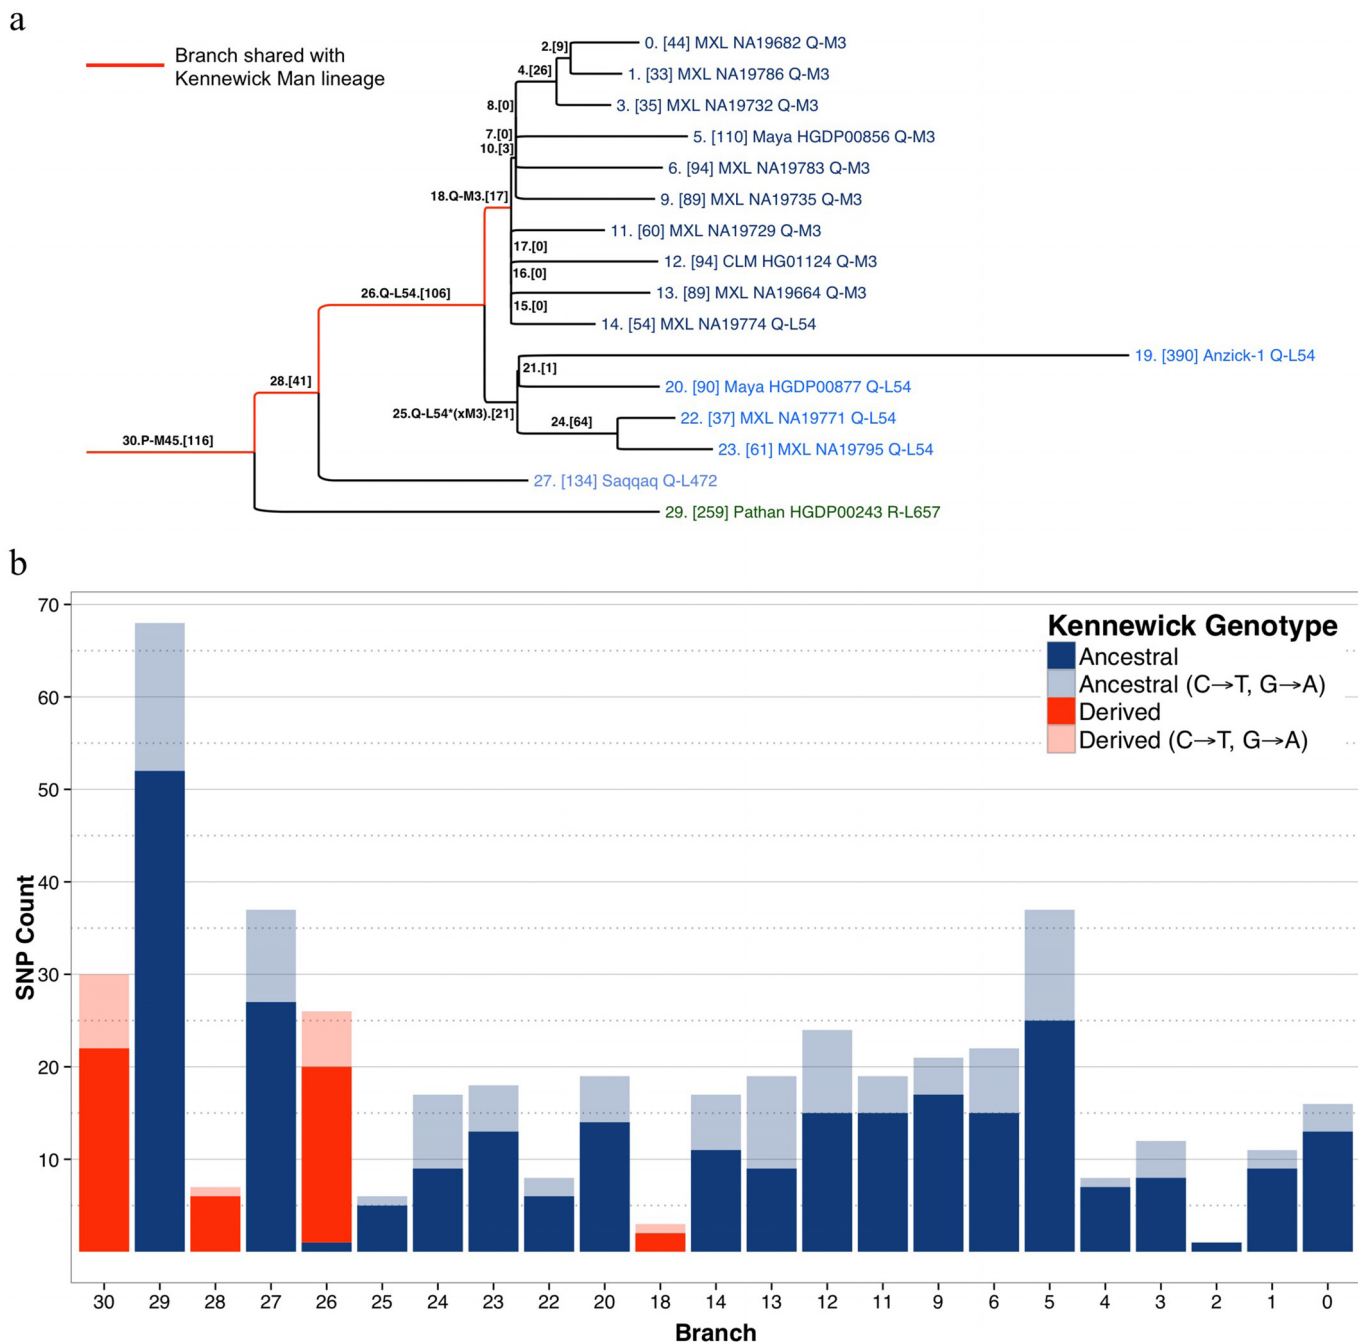 a
Branch shared with
Kennewick Man lineage
2.[9]
0. [44] MXL NA19682 Q-M3
4.[26]
1. [33] MXL NA19786 Q-M3
8.[0]
3. [35] MXL NA19732 Q-M3
7.[0]
5. [110] Maya HGDP00856 Q-M3
10.[3]
6. [94] MXL NA19783 Q-M3
18.Q-M3.[17]
9. [89] MXL NA19735 Q-M3
11. [60] MXL NA19729 Q-M3
17.[0]
12. [94] CLM HG01124 Q-M3
16.[0]
26.Q-L54.[106]
13. [89] MXL NA19664 Q-M3
15.[0]
14. [54] MXL NA19774 Q-L54
19. [390] Anzick-1 Q-L54
21.[1]
28.[41]
20. [90] Maya HGDP00877 Q-L54
25.Q-L54*(xM3).[21]
24.[64]
22. [37] MXL NA19771 Q-L54
30.P-M45.[116]
23. [61] MXL NA19795 Q-L54
27. [134] Saqqaq Q-L472
29. [259] Pathan HGDP00243 R-L657
b
70
60
50
40
30
20
10
SNP Count
Kennewick Genotype
Ancestral
Ancestral (C→T, G→A)
Derived
Derived (C→T, G→A)
30 29 28 27 26 25 24 23 22 20 18 14 13 12 11 9 6 5 4 3 2 1 0
Branch